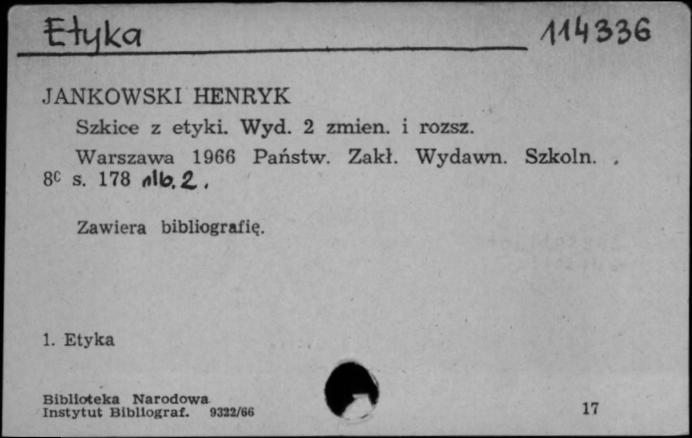 Etyka 114336
JANKOWSKI HENRYK
Szkice z etyki. Wyd. 2 zmien. i rozsz.
Warszawa 1966 Państw. Zakł. Wydawn. Szkoln. .
8° s. 178 nlb. 2.
Zawiera bibliografię.
1. Etyka
Biblioteka Narodowa
Instytut Bibliograf. 9322/66 17